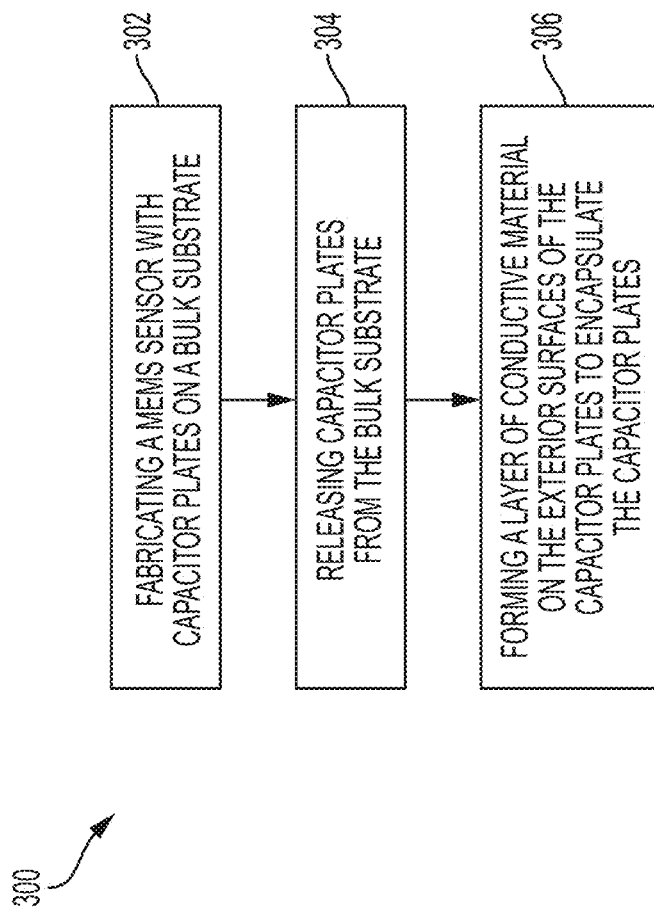 300
302
FABRICATING A MEMS SENSOR WITH
CAPACITOR PLATES ON A BULK SUBSTRATE
304
RELEASING CAPACITOR PLATES
FROM THE BULK SUBSTRATE
306
FORMING A LAYER OF CONDUCTIVE MATERIAL
ON THE EXTERIOR SURFACES OF THE
CAPACITOR PLATES TO ENCAPSULATE
THE CAPACITOR PLATES